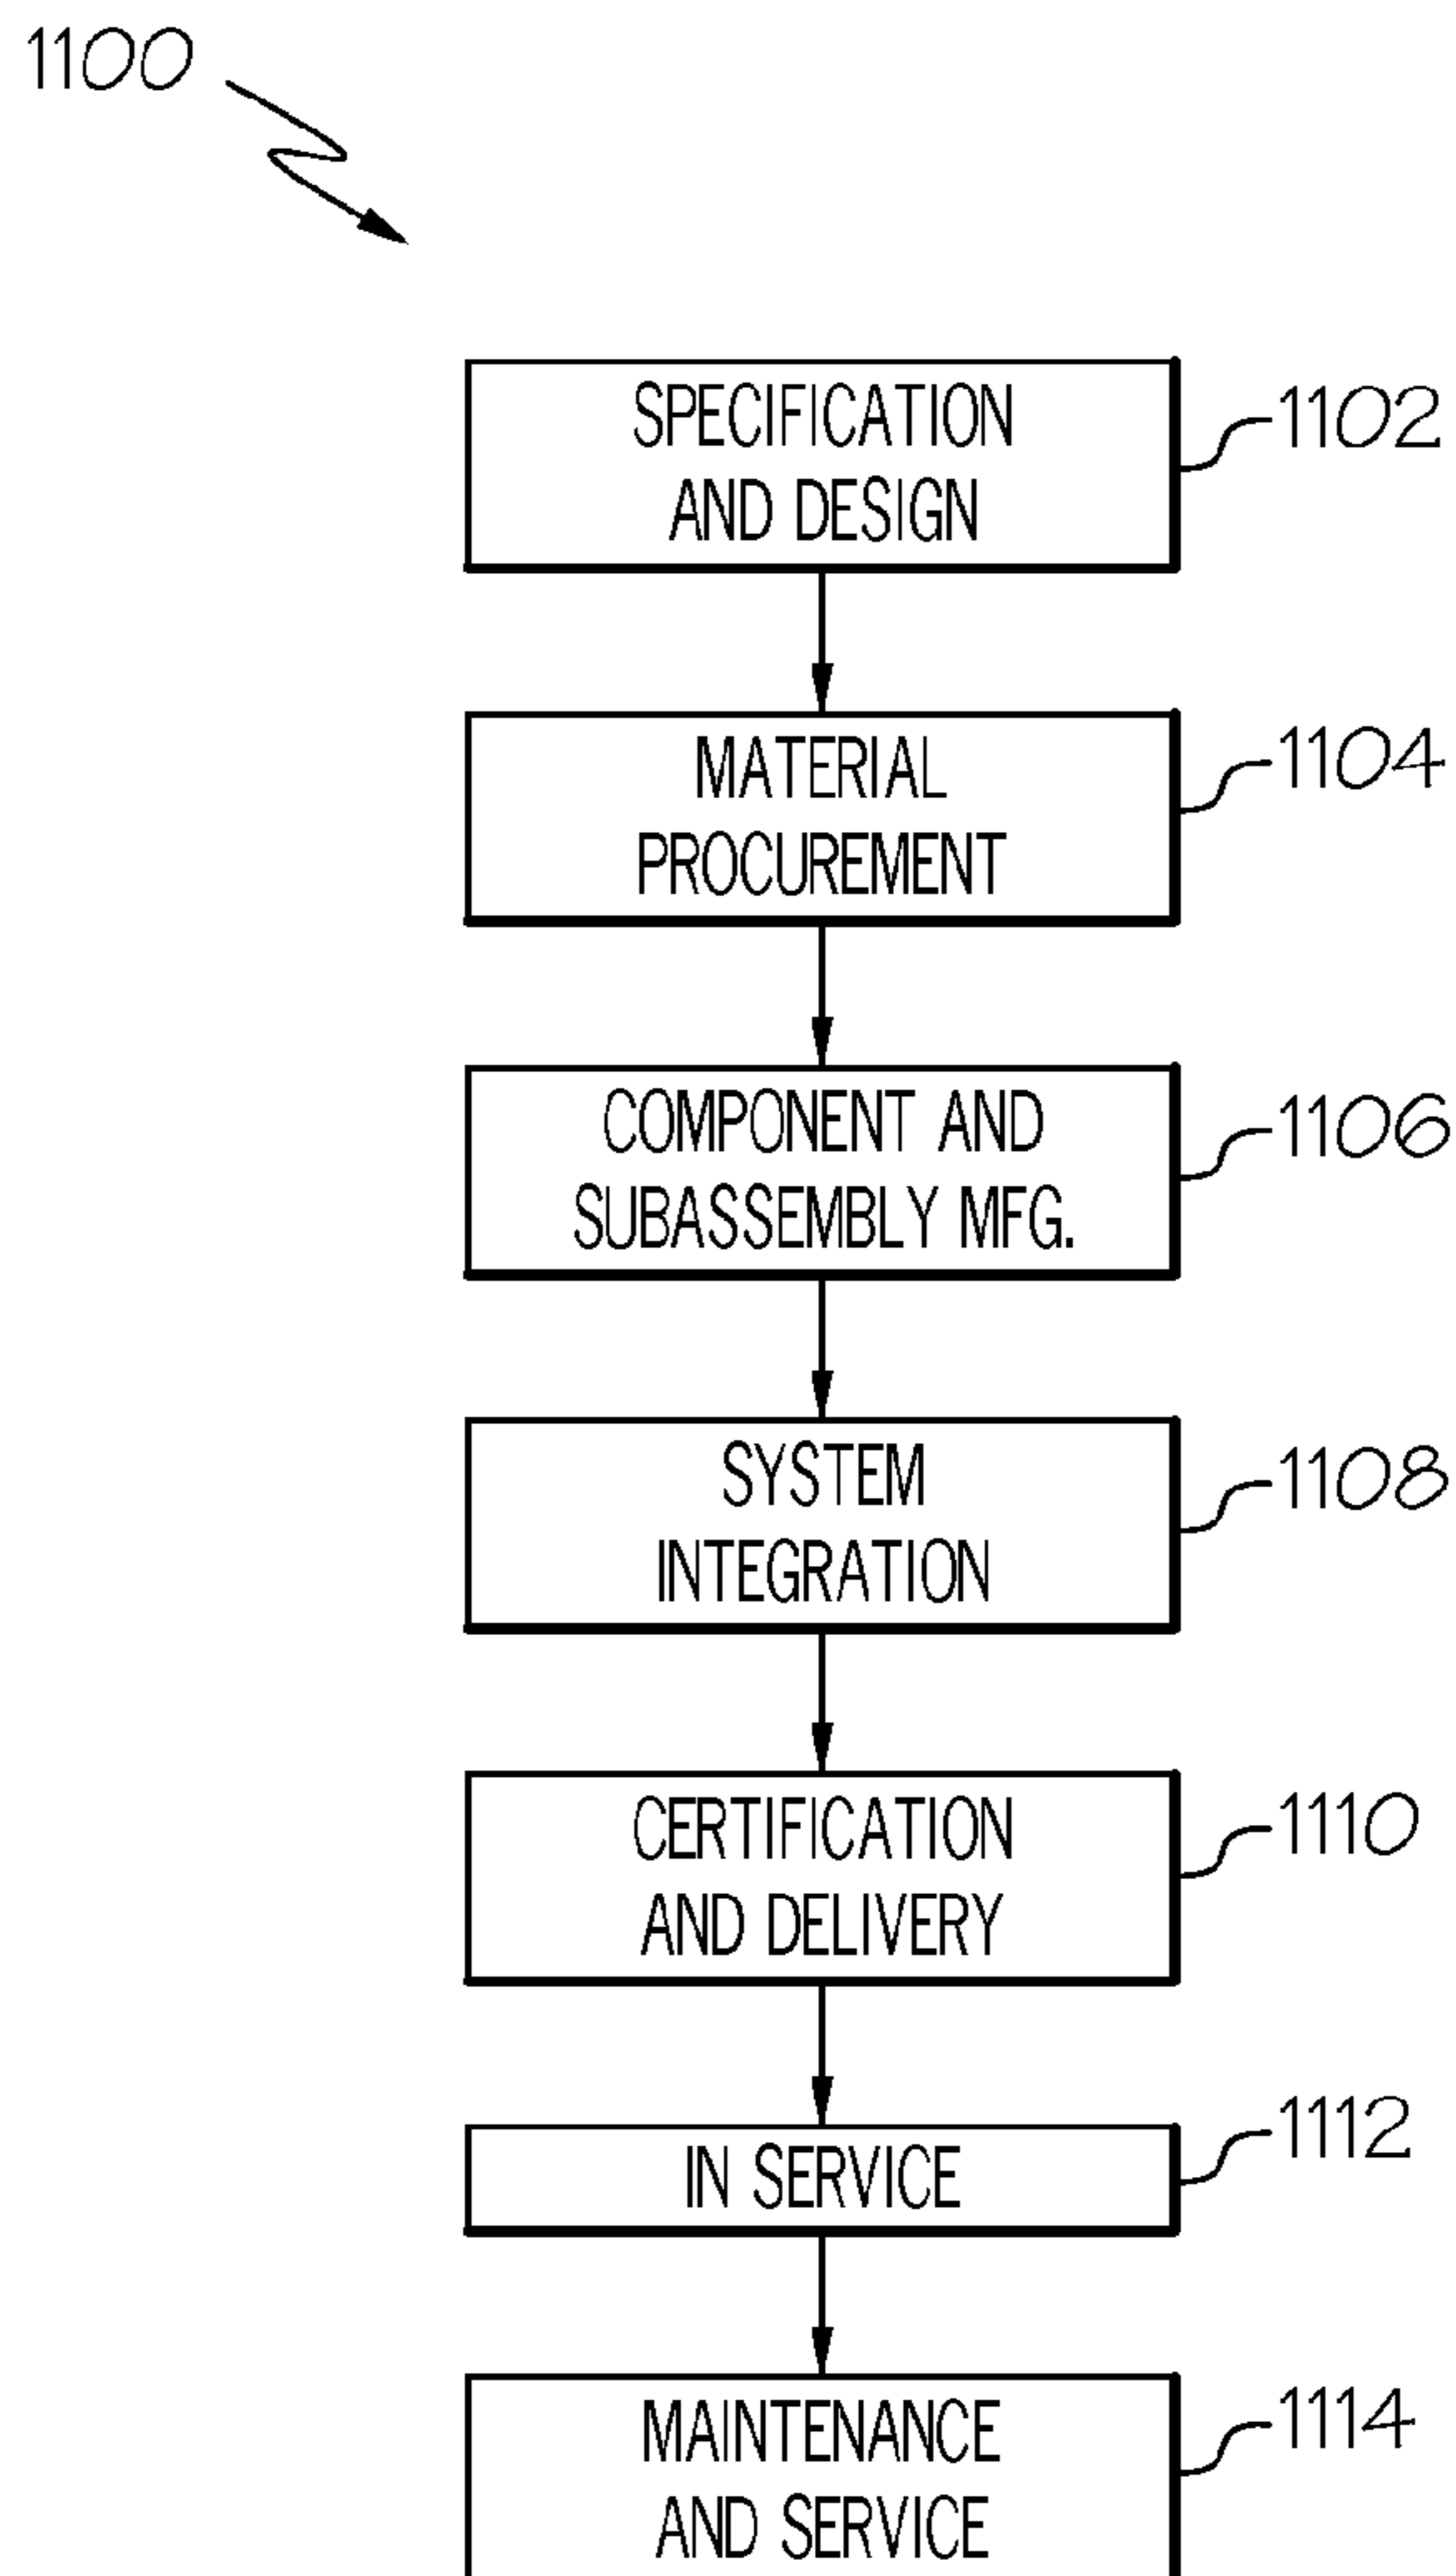 1100
SPECIFICATION
AND DESIGN
1102
MATERIAL
PROCUREMENT
1104
COMPONENT AND
SUBASSEMBLY MFG.
1106
SYSTEM
INTEGRATION
1108
CERTIFICATION
AND DELIVERY
1110
IN SERVICE
1112
MAINTENANCE
AND SERVICE
1114